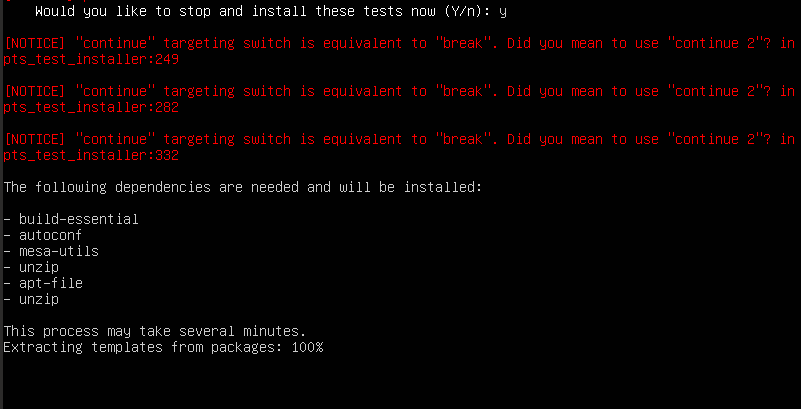 Would you like to stop and install these tests now (Y/n): y
[NOTICE] "continue" targeting switch is equivalent to "break". Did you mean to use "continue 2"? in
pts_test_installer:249
[NOTICE] "continue" targeting switch is equivalent to "break". Did you mean to use "continue 2"? in
pts_test_installer:282
[NOTICE] "continue" targeting switch is equivalent to "break". Did you mean to use "continue 2"? in
pts_test_installer:332
The following dependencies are needed and will be installed:
- build-essential
- autoconf
- mesa-utils
- unzip
- apt-file
- unzip
This process may take several minutes.
Extracting templates from packages: 100%